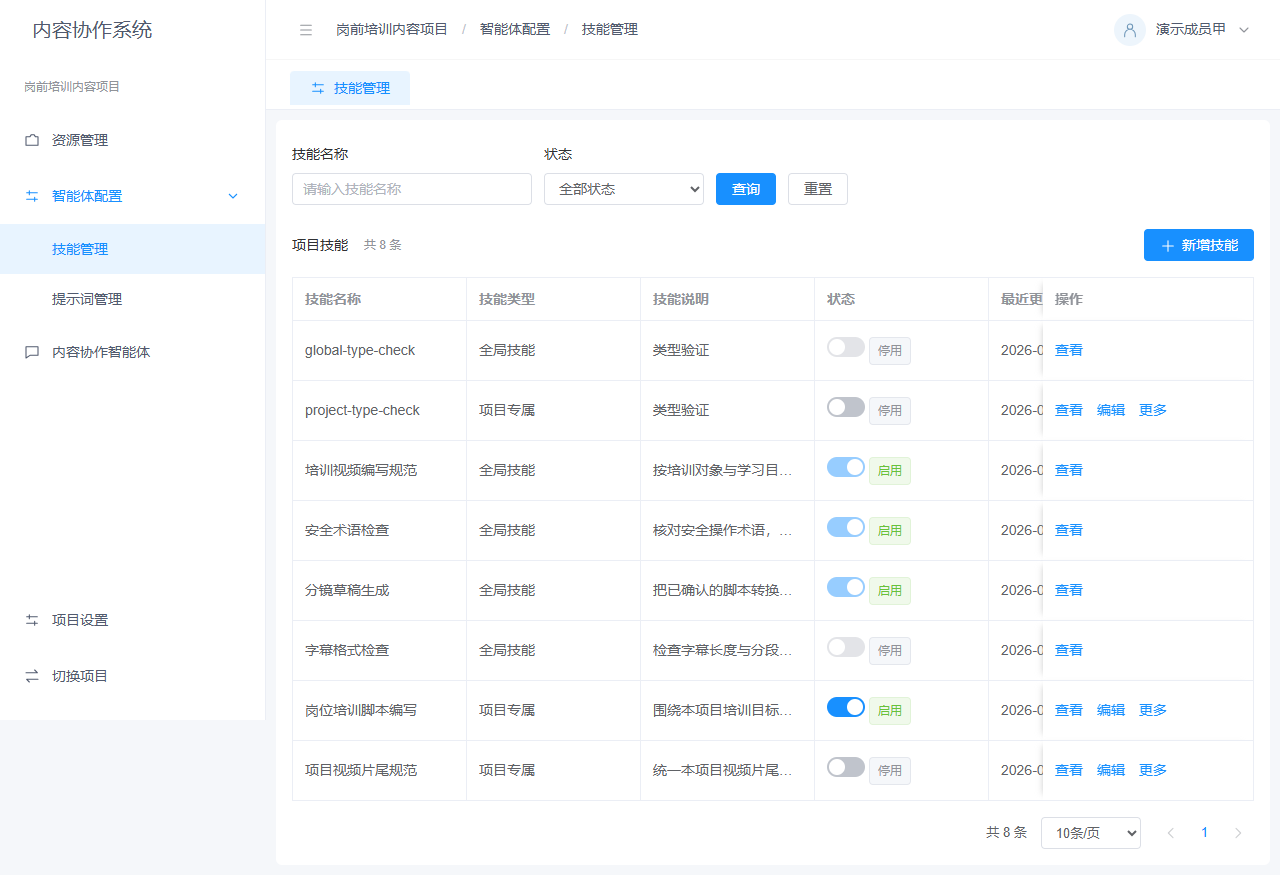 内容协作系统
岗前培训内容项目 / 智能体配置 / 技能管理
演示成员甲
岗前培训内容项目
资源管理
智能体配置
技能管理
提示词管理
内容协作智能体
项目设置
切换项目
技能管理
技能名称 状态
请输入技能名称 全部状态 查询 重置
项目技能 共 8 条 新增技能
技能名称 技能类型 技能说明 状态 最近更 操作
global-type-check 全局技能 类型验证 停用 2026-0 查看
project-type-check 项目专属 类型验证 停用 2026-0 查看 编辑 更多
培训视频编写规范 全局技能 按培训对象与学习目... 启用 2026-0 查看
安全术语检查 全局技能 核对安全操作术语，... 启用 2026-0 查看
分镜草稿生成 全局技能 把已确认的脚本转换... 启用 2026-0 查看
字幕格式检查 全局技能 检查字幕长度与分段... 停用 2026-0 查看
岗位培训脚本编写 项目专属 围绕本项目培训目标... 启用 2026-0 查看 编辑 更多
项目视频片尾规范 项目专属 统一本项目视频片尾... 停用 2026-0 查看 编辑 更多
共 8 条 10条/页 1